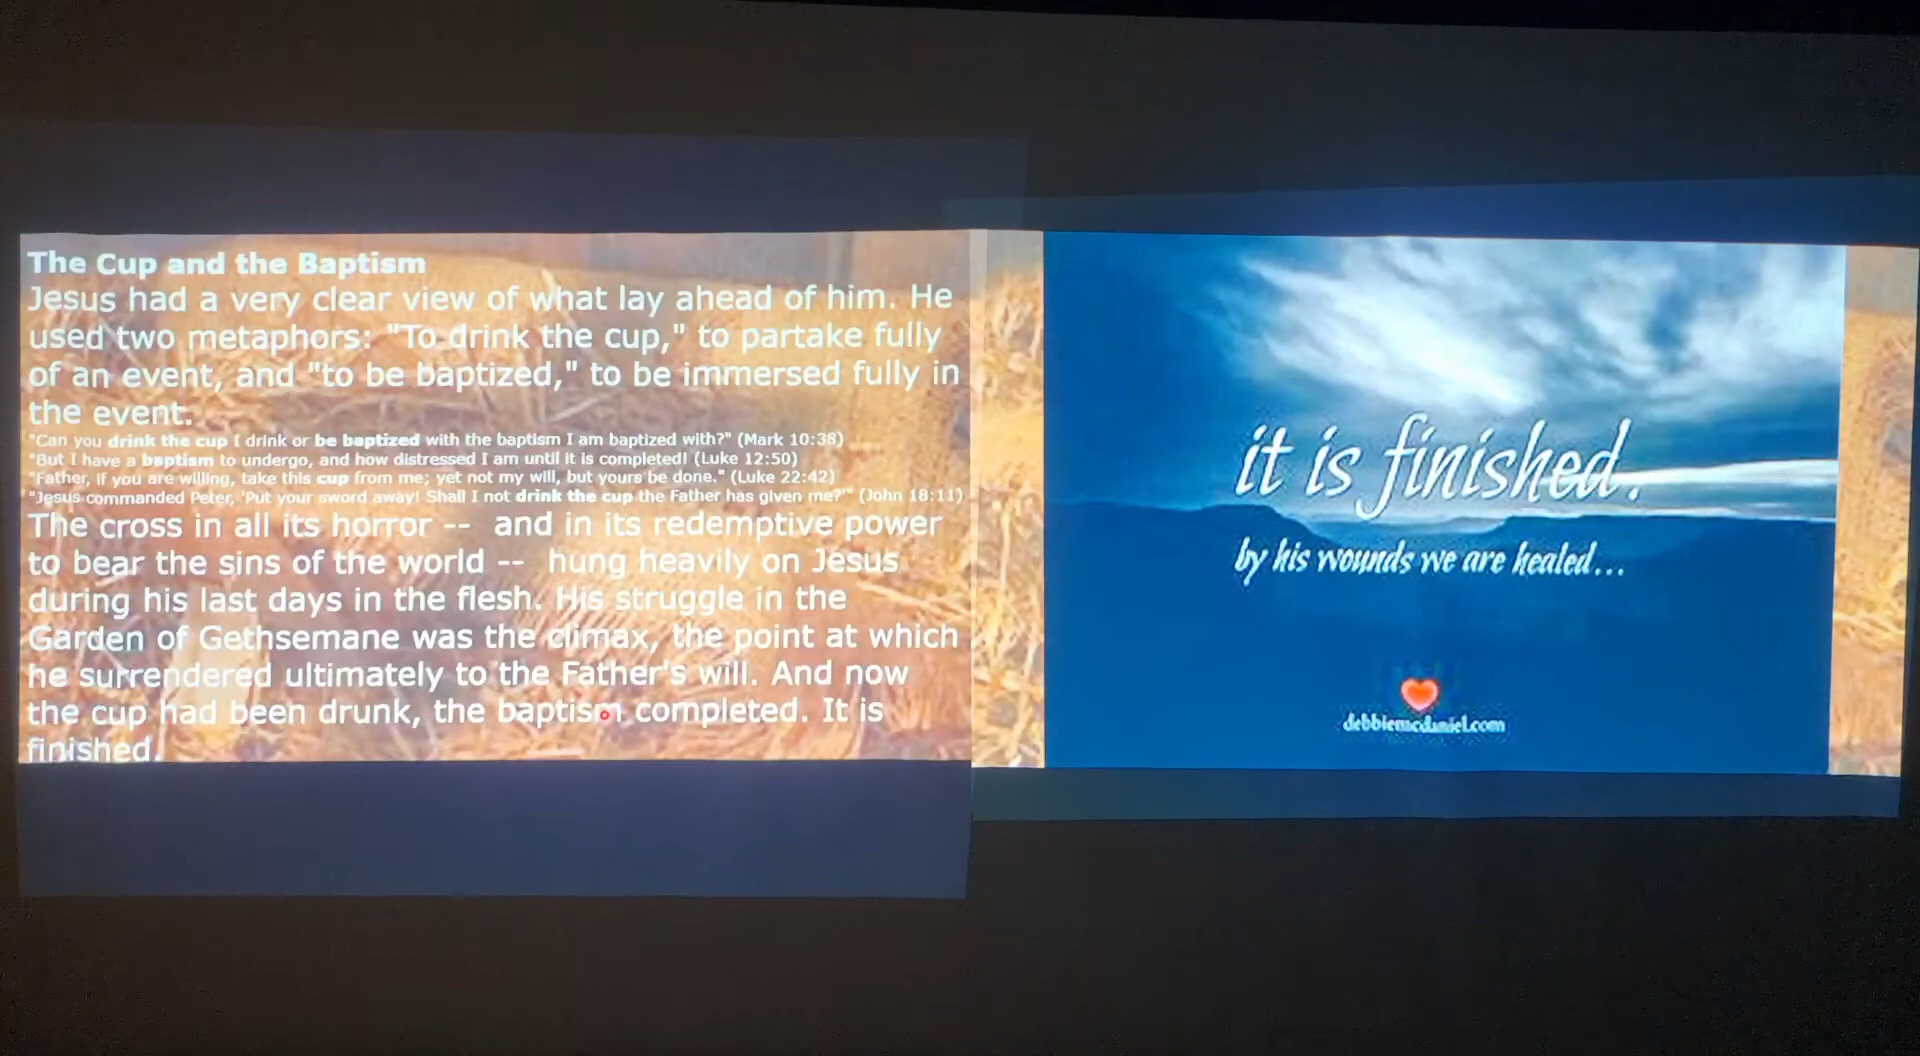 The Cup and the Baptism
Jesus had a very clear view of what lay ahead of him. He
used two metaphors: "To drink the cup," to partake fully
of an event, and "to be baptized," to be immersed fully in
the event.
"Can you drink the cup I drink or be baptized with the baptism I am baptized with?" (Mark 10:38)
"But I have a baptism to undergo, and how distressed I am until it is completed! (Luke 12:50)
"Father, if you are willing, take this cup from me; yet not my will, but yours be done." (Luke 22:42)
"Jesus commanded Peter, 'Put your sword away! Shall I not drink the cup the Father has given me?'" (John 18:11)
The cross in all its horror -- and in its redemptive power
to bear the sins of the world -- hung heavily on Jesus
during his last days in the flesh. His struggle in the
Garden of Gethsemane was the climax, the point at which
he surrendered ultimately to the Father's will. And now
the cup had been drunk, the baptism completed. It is
finished.
it is finished.
by his wounds we are healed...
debbiemcdaniel.com